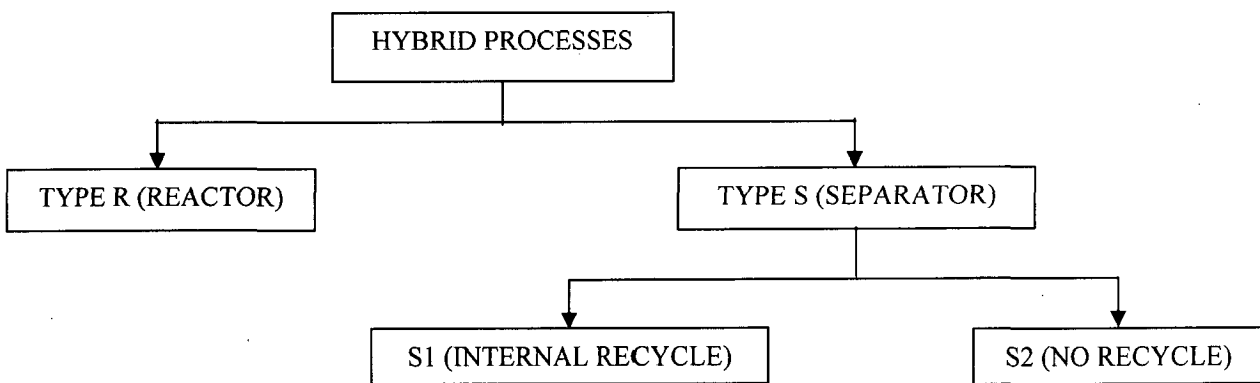 HYBRID PROCESSES
TYPE R (REACTOR)
TYPE S (SEPARATOR)
S1 (INTERNAL RECYCLE)
S2 (NO RECYCLE)